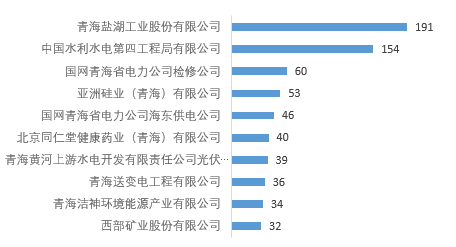 青海盐湖工业股份有限公司 191
中国水利水电第四工程局有限公司 154
国网青海省电力公司检修公司 60
亚洲硅业（青海）有限公司 53
国网青海省电力公司海东供电公司 46
北京同仁堂健康药业（青海）有限公司 40
青海黄河上游水电开发有限责任公司光伏… 39
青海送变电工程有限公司 36
青海洁神环境能源产业有限公司 34
西部矿业股份有限公司 32